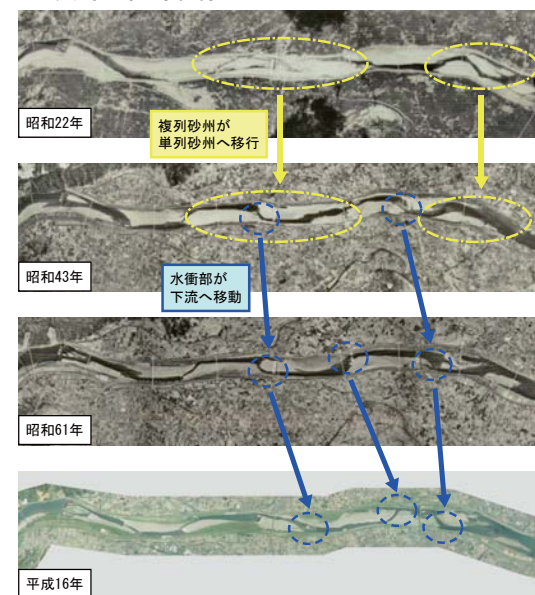 昭和22年
複列砂州が
単列砂州へ移行
昭和43年
水衝部が
下流へ移動
昭和61年
平成16年